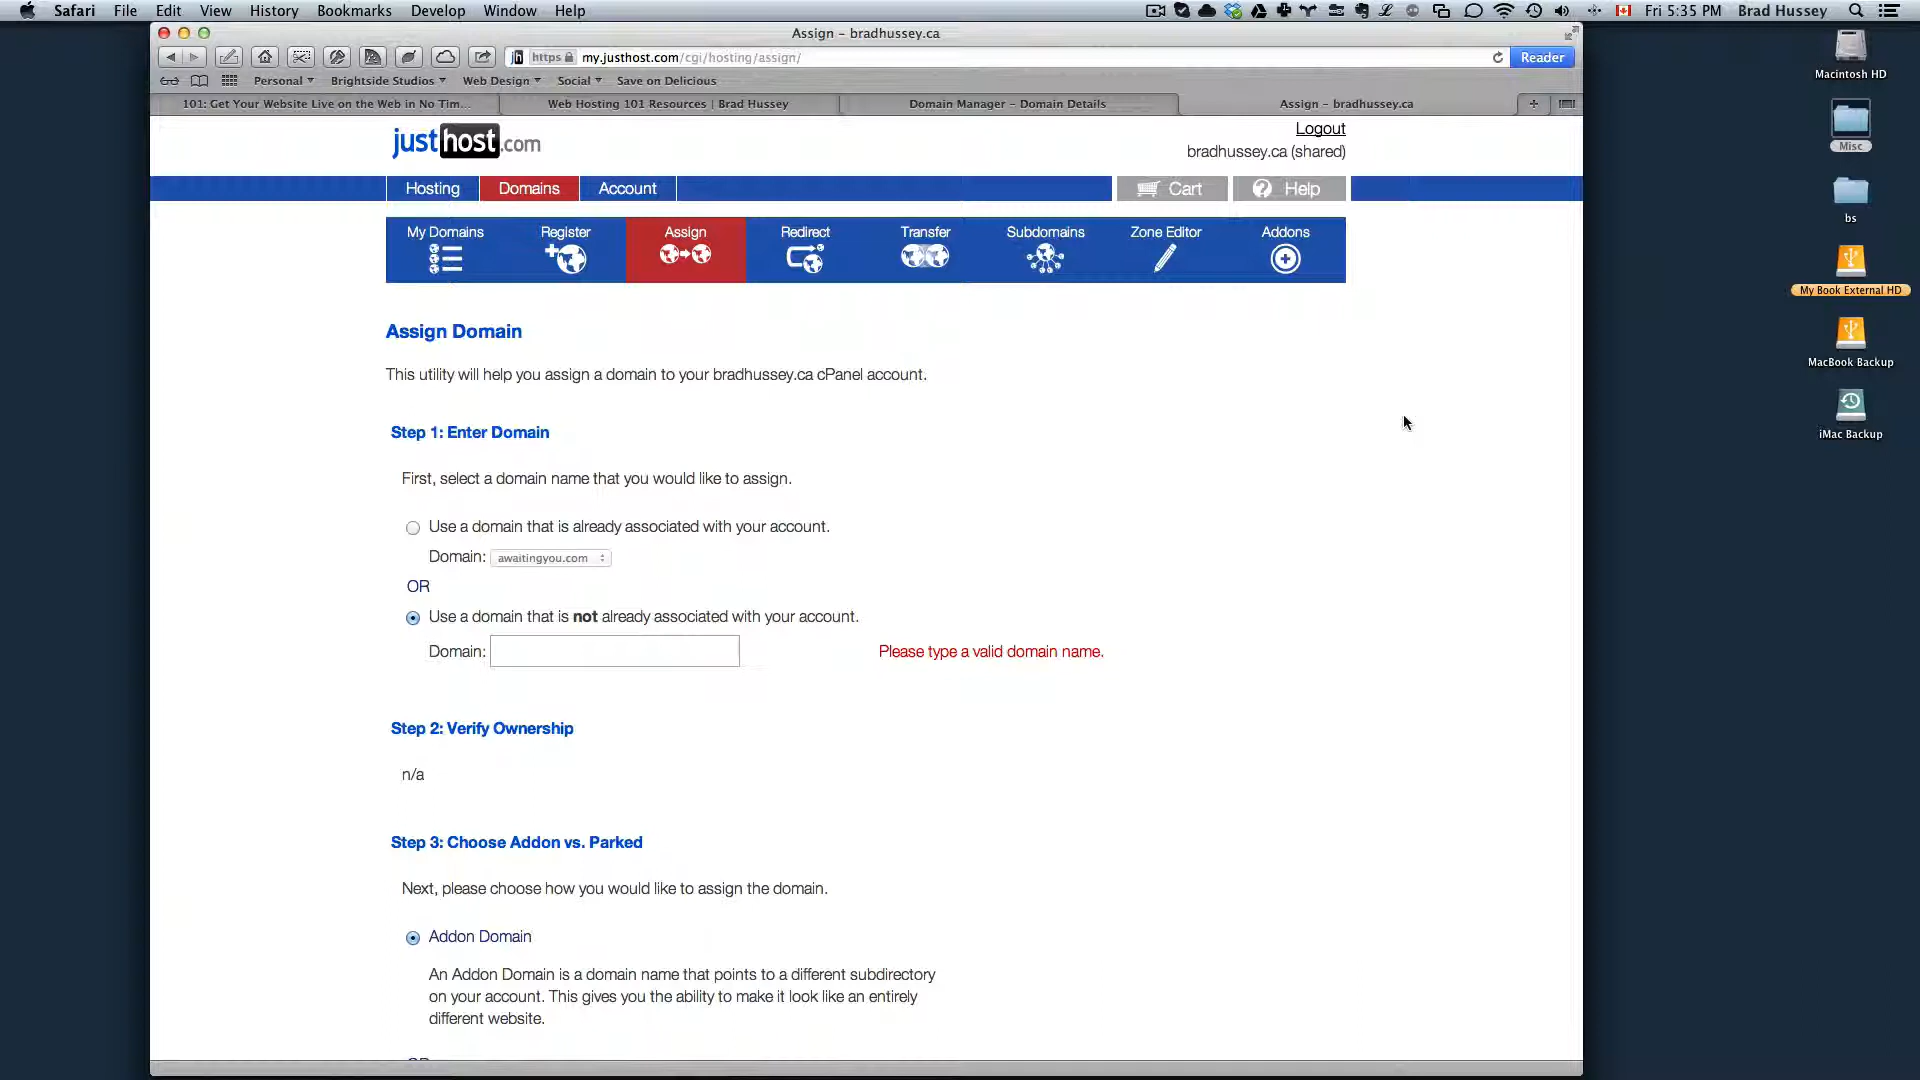 Safari File Edit View History Bookmarks Develop Window Help Fri 5:35 PM Brad Hussey
Assign – bradhussey.ca
https my.justhost.com/cgi/hosting/assign/ Reader
Personal Brightside Studios Web Design Social Save on Delicious
101: Get Your Website Live on the Web in No Tim... Web Hosting 101 Resources | Brad Hussey Domain Manager – Domain Details Assign – bradhussey.ca
justhost.com
Logout
bradhussey.ca (shared)
Hosting Domains Account Cart Help
My Domains Register Assign Redirect Transfer Subdomains Zone Editor Addons
Assign Domain
This utility will help you assign a domain to your bradhussey.ca cPanel account.
Step 1: Enter Domain
First, select a domain name that you would like to assign.
Use a domain that is already associated with your account.
Domain: awaitingyou.com
OR
Use a domain that is not already associated with your account.
Domain: Please type a valid domain name.
Step 2: Verify Ownership
n/a
Step 3: Choose Addon vs. Parked
Next, please choose how you would like to assign the domain.
Addon Domain
An Addon Domain is a domain name that points to a different subdirectory
on your account. This gives you the ability to make it look like an entirely
different website.
OR
Macintosh HD
Misc
bs
My Book External HD
MacBook Backup
iMac Backup